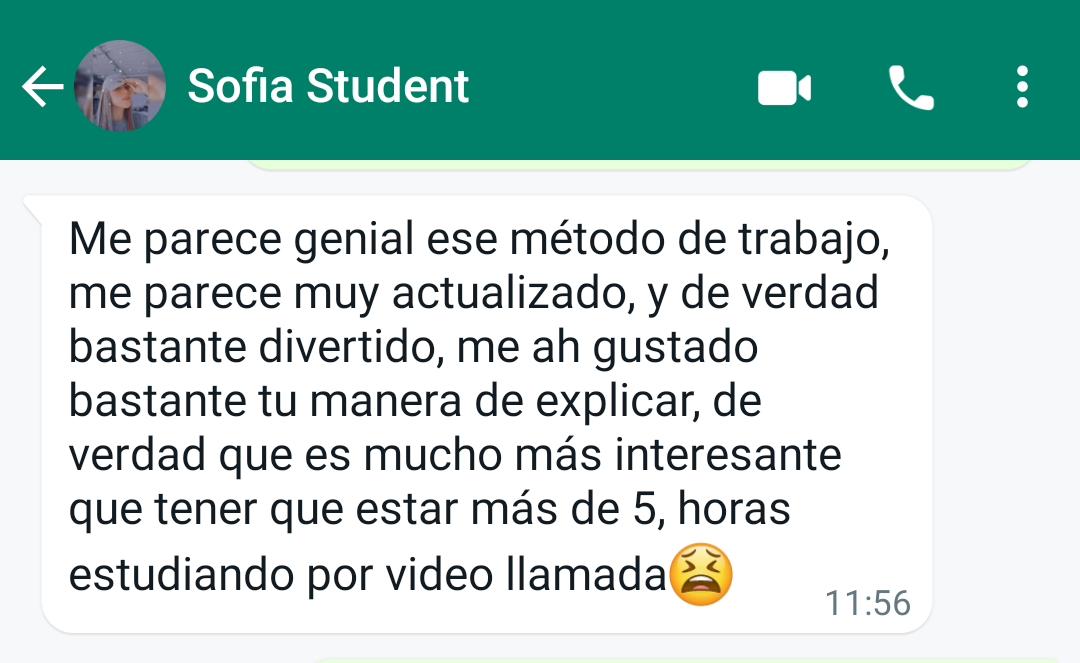 Sofia Student
Me parece genial ese método de trabajo,
me parece muy actualizado, y de verdad
bastante divertido, me ah gustado
bastante tu manera de explicar, de
verdad que es mucho más interesante
que tener que estar más de 5, horas
estudiando por video llamada😫
11:56